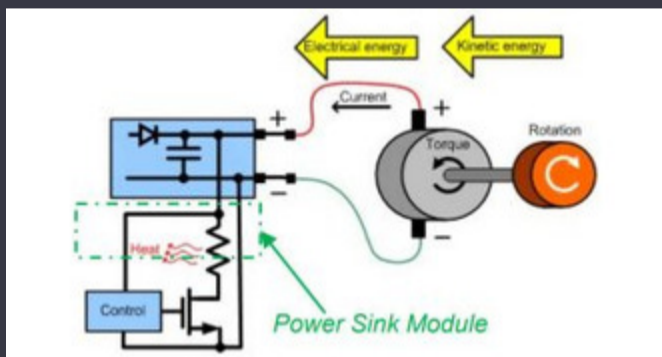 Electrical energy
Kinetic energy
Current
+
+
Rotation
Torque
−
−
Heat
Control
Power Sink Module